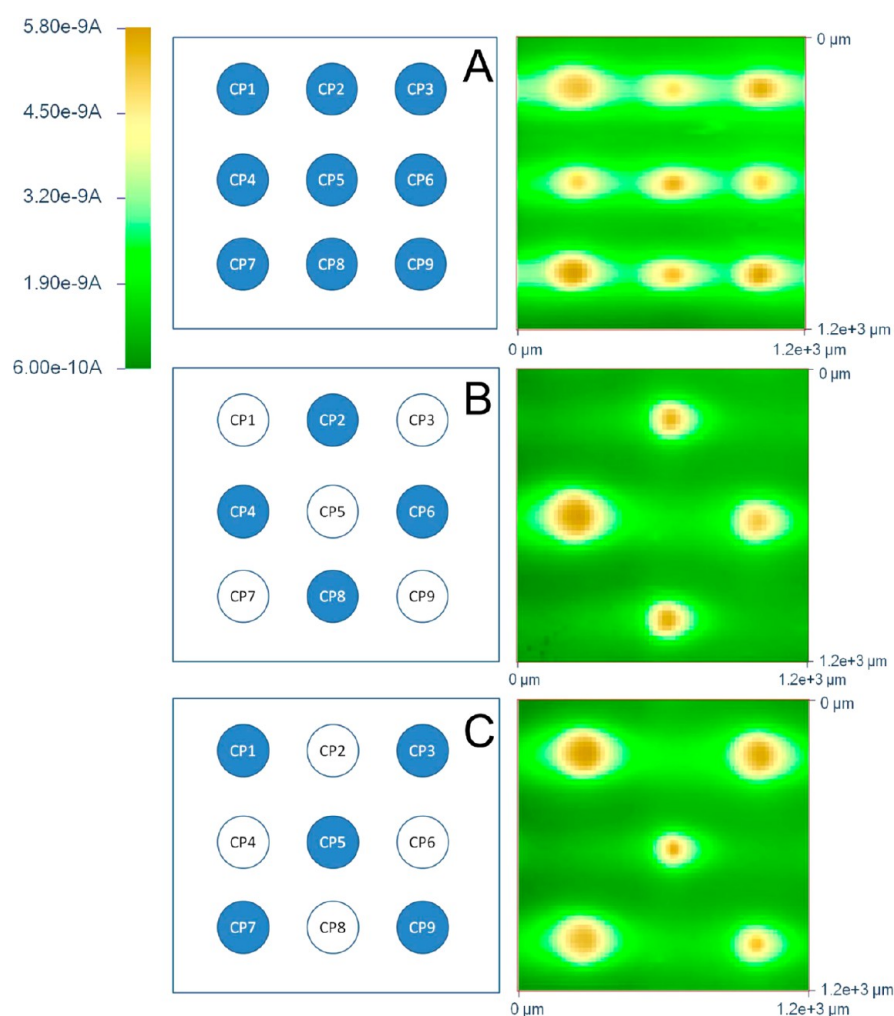 5.80e-9A
4.50e-9A
3.20e-9A
1.90e-9A
6.00e-10A
A
CP1 CP2 CP3
CP4 CP5 CP6
CP7 CP8 CP9
0 µm
1.2e+3 µm
0 µm 1.2e+3 µm
B
CP1 CP2 CP3
CP4 CP5 CP6
CP7 CP8 CP9
0 µm
1.2e+3 µm
0 µm 1.2e+3 µm
C
CP1 CP2 CP3
CP4 CP5 CP6
CP7 CP8 CP9
0 µm
1.2e+3 µm
0 µm 1.2e+3 µm